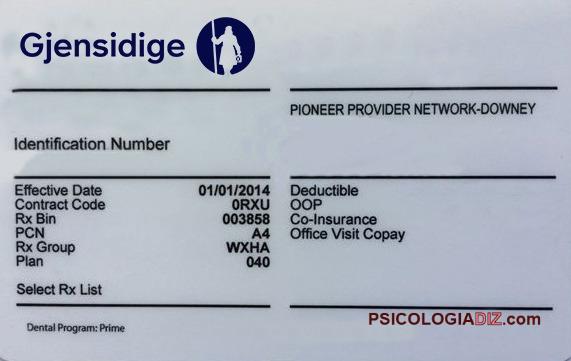 Gjensidige
PIONEER PROVIDER NETWORK-DOWNEY
Identification Number
Effective Date 01/01/2014
Contract Code 0RXU
Rx Bin 003858
PCN A4
Rx Group WXHA
Plan 040
Deductible
OOP
Co-Insurance
Office Visit Copay
Select Rx List
PSICOLOGIADIZ.com
Dental Program: Prime